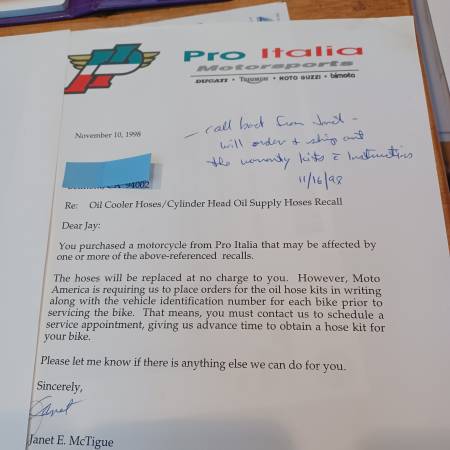 Pro Italia
Motorsports
DUCATI • TRIUMPH • MOTO GUZZI • bimota
— call back from Janet -
will order & ship out
the warranty kits c Instructions
11/16/98
November 10, 1998
94002
Re: Oil Cooler Hoses/Cylinder Head Oil Supply Hoses Recall
Dear Jay:
You purchased a motorcycle from Pro Italia that may be affected by
one or more of the above-referenced recalls.
The hoses will be replaced at no charge to you. However, Moto
America is requiring us to place orders for the oil hose kits in writing
along with the vehicle identification number for each bike prior to
servicing the bike. That means, you must contact us to schedule a
service appointment, giving us advance time to obtain a hose kit for
your bike.
Please let me know if there is anything else we can do for you.
Sincerely,
Janet
Janet E. McTigue